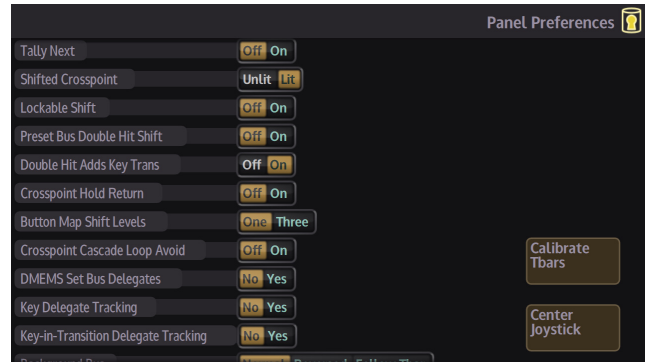 Panel Preferences
Tally Next Off On
Shifted Crosspoint Unlit Lit
Lockable Shift Off On
Preset Bus Double Hit Shift Off On
Double Hit Adds Key Trans Off On
Crosspoint Hold Return Off On
Button Map Shift Levels One Three
Crosspoint Cascade Loop Avoid Off On
DMEMS Set Bus Delegates No Yes
Key Delegate Tracking No Yes
Key-in-Transition Delegate Tracking No Yes
Calibrate
Tbars
Center
Joystick